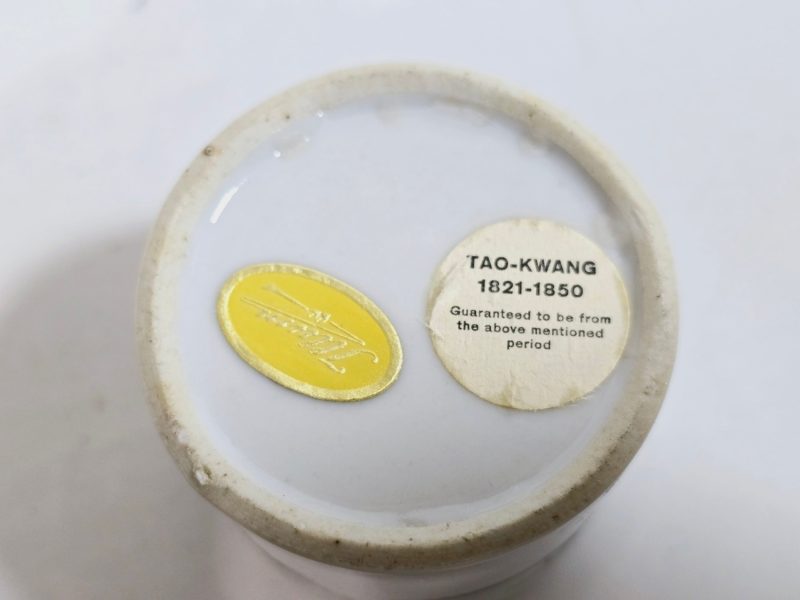 TAO-KWANG
1821-1850
Guaranteed to be from
the above mentioned
period